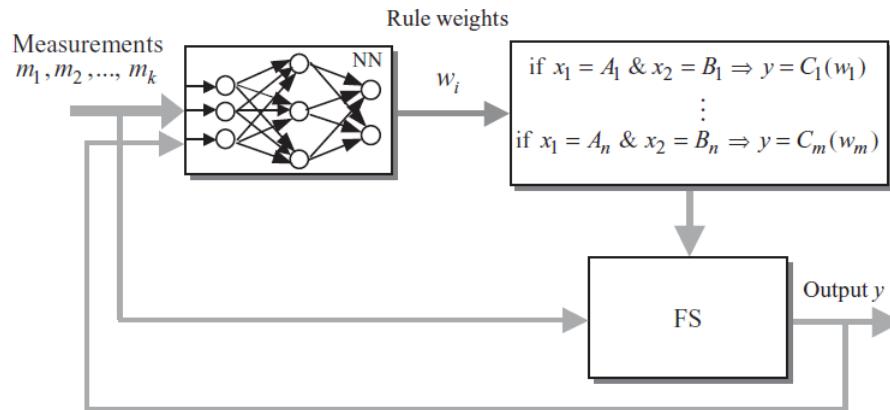 Rule weights
Measurements
m₁, m₂, ..., mₖ
NN
wᵢ
if x₁ = A₁ & x₂ = B₁ ⇒ y = C₁(w₁)
⋮
if x₁ = Aₙ & x₂ = Bₙ ⇒ y = Cₘ(wₘ)
FS
Output y